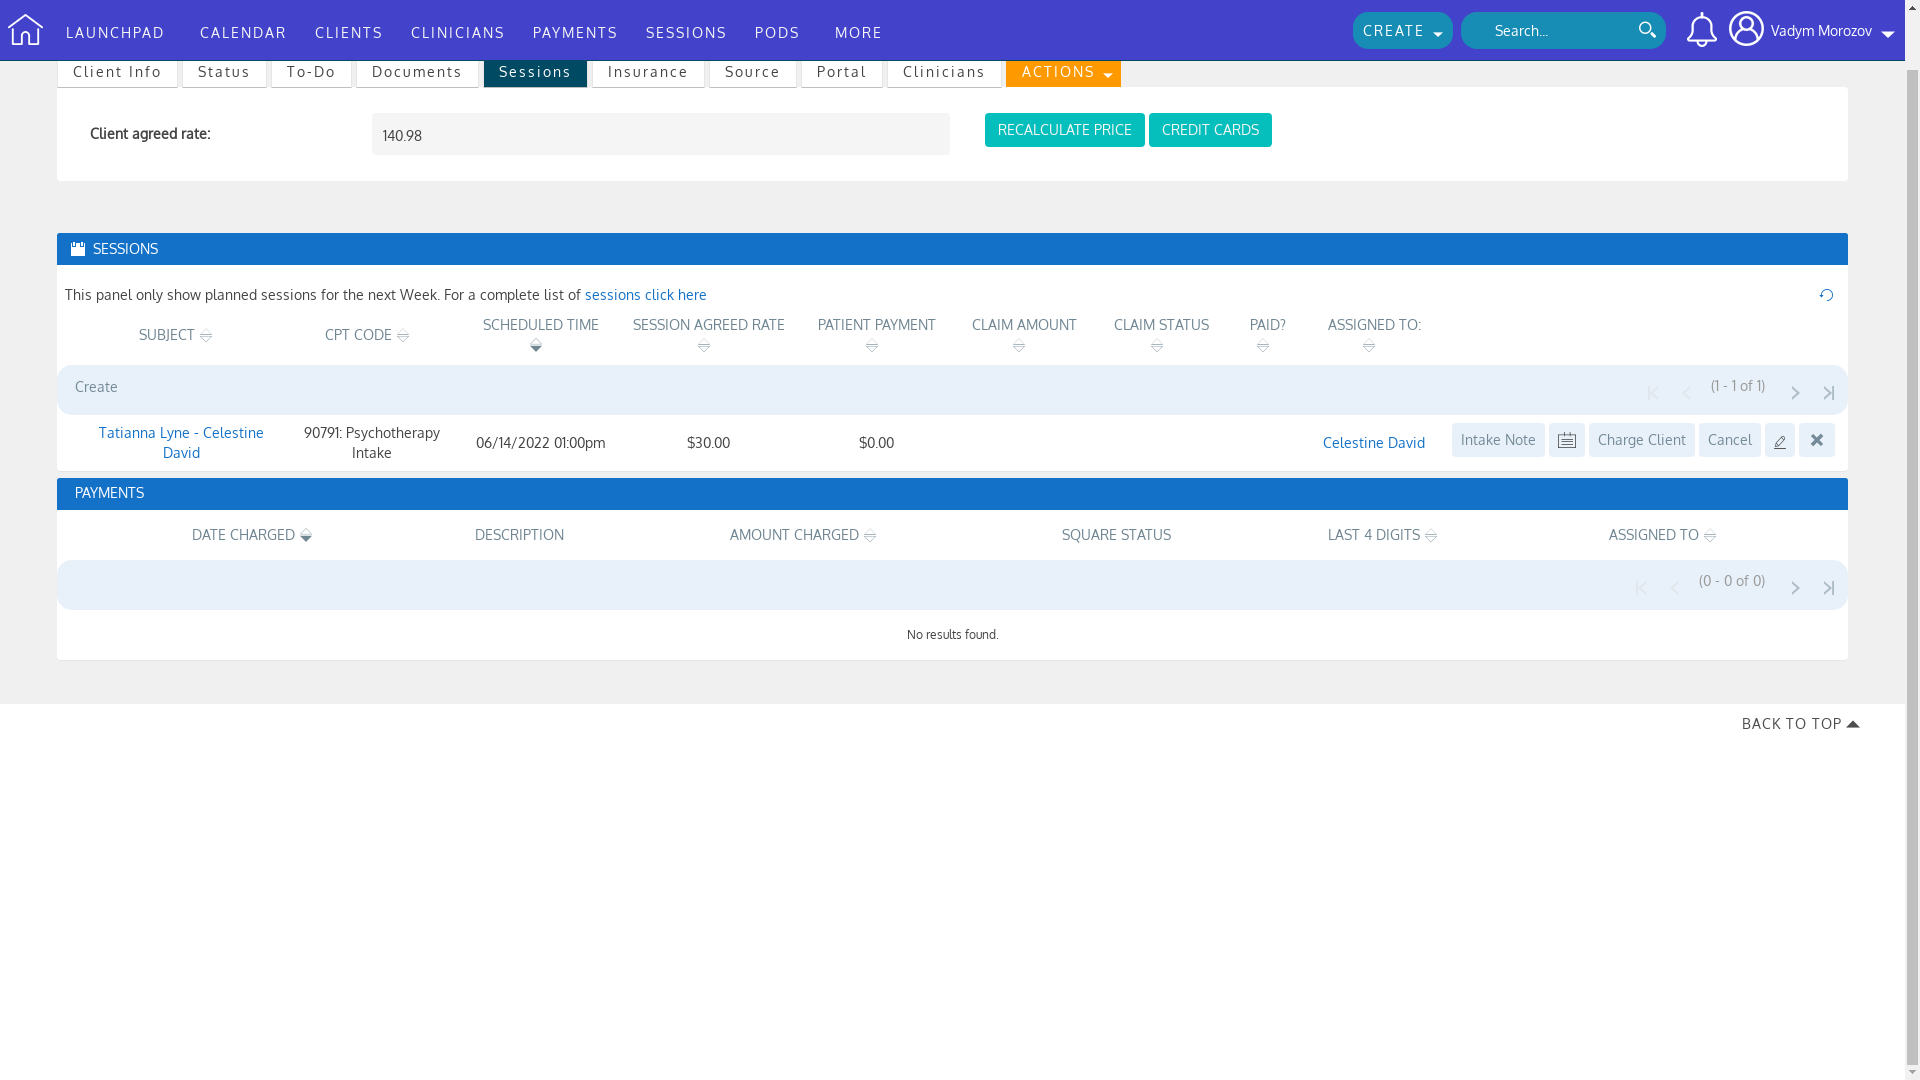 LAUNCHPAD CALENDAR CLIENTS CLINICIANS PAYMENTS SESSIONS PODS MORE CREATE Search... Vadym Morozov
Client Info Status To-Do Documents Sessions Insurance Source Portal Clinicians ACTIONS
Client agreed rate: 140.98 RECALCULATE PRICE CREDIT CARDS
SESSIONS
This panel only show planned sessions for the next Week. For a complete list of sessions click here
SUBJECT CPT CODE SCHEDULED TIME SESSION AGREED RATE PATIENT PAYMENT CLAIM AMOUNT CLAIM STATUS PAID? ASSIGNED TO:
Create (1 - 1 of 1)
Tatianna Lyne - Celestine 90791: Psychotherapy
David Intake 06/14/2022 01:00pm $30.00 $0.00 Celestine David Intake Note Charge Client Cancel
PAYMENTS
DATE CHARGED DESCRIPTION AMOUNT CHARGED SQUARE STATUS LAST 4 DIGITS ASSIGNED TO
(0 - 0 of 0)
No results found.
BACK TO TOP